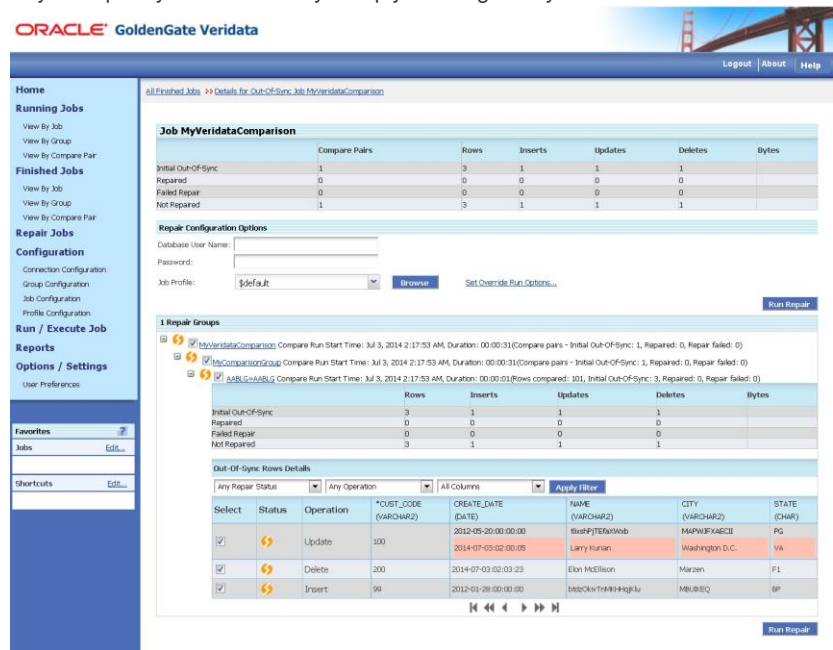 ORACLE GoldenGate Veridata
Logout | About | Help
Home
Running Jobs
View By Job
View By Group
View By Compare Pair
Finished Jobs
View By Job
View By Group
View By Compare Pair
Repair Jobs
Configuration
Connection Configuration
Group Configuration
Job Configuration
Profile Configuration
Run / Execute Job
Reports
Options / Settings
User Preferences
Favorites ?
Jobs Edit...
Shortcuts Edit...
All Finished Jobs >> Details for Out-Of-Sync Job MyVeridataComparison
Job MyVeridataComparison
Compare Pairs Rows Inserts Updates Deletes Bytes
Initial Out-Of-Sync 1 3 1 1 1
Repaired 0 0 0 0 0
Failed Repair 0 0 0 0 0
Not Repaired 1 3 1 1 1
Repair Configuration Options
Database User Name:
Password:
Job Profile: $default Browse Set Override Run Options...
Run Repair
1 Repair Groups
MyVeridataComparison Compare Run Start Time: Jul 3, 2014 2:17:53 AM, Duration: 00:00:31(Compare pairs - Initial Out-Of-Sync: 1, Repaired: 0, Repair failed: 0)
MyComparisonGroup Compare Run Start Time: Jul 3, 2014 2:17:53 AM, Duration: 00:00:31(Compare pairs - Initial Out-Of-Sync: 1, Repaired: 0, Repair failed: 0)
AABLG=AABLG Compare Run Start Time: Jul 3, 2014 2:17:53 AM, Duration: 00:00:01(Rows compared: 101, Initial Out-Of-Sync: 3, Repaired: 0, Repair failed: 0)
Rows Inserts Updates Deletes Bytes
Initial Out-Of-Sync 3 1 1 1
Repaired 0 0 0 0
Failed Repair 0 0 0 0
Not Repaired 3 1 1 1
Out-Of-Sync Rows Details
Any Repair Status Any Operation All Columns Apply Filter
Select Status Operation *CUST_CODE (VARCHAR2) CREATE_DATE (DATE) NAME (VARCHAR2) CITY (VARCHAR2) STATE (CHAR)
Update 100 2012-05-20:00:00:00 MAPWJFXAECII PG
2014-07-03:02:00:05 Larry Kurian Washington D.C. VA
Delete 200 2014-07-03:02:03:23 Elon McEllison Marzen F1
Insert 99 2012-01-28:00:00:00 BP
Run Repair